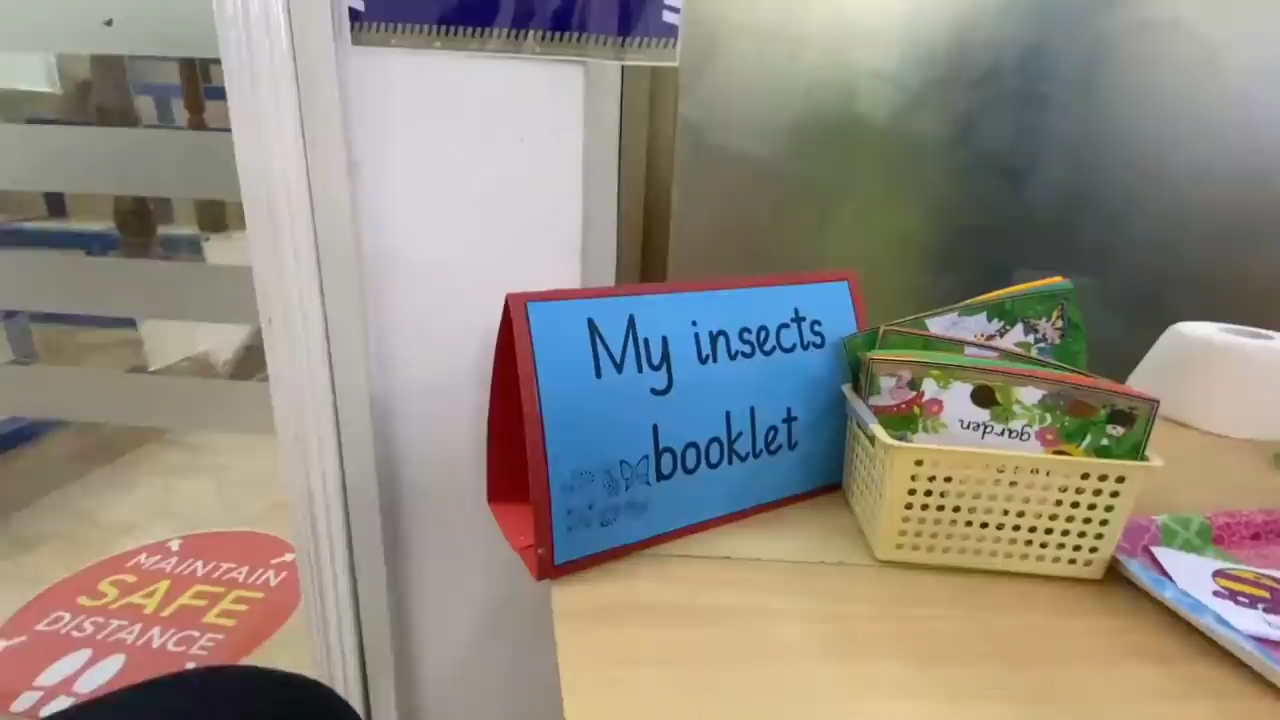 My insects
booklet
garden
MAINTAIN
SAFE
DISTANCE